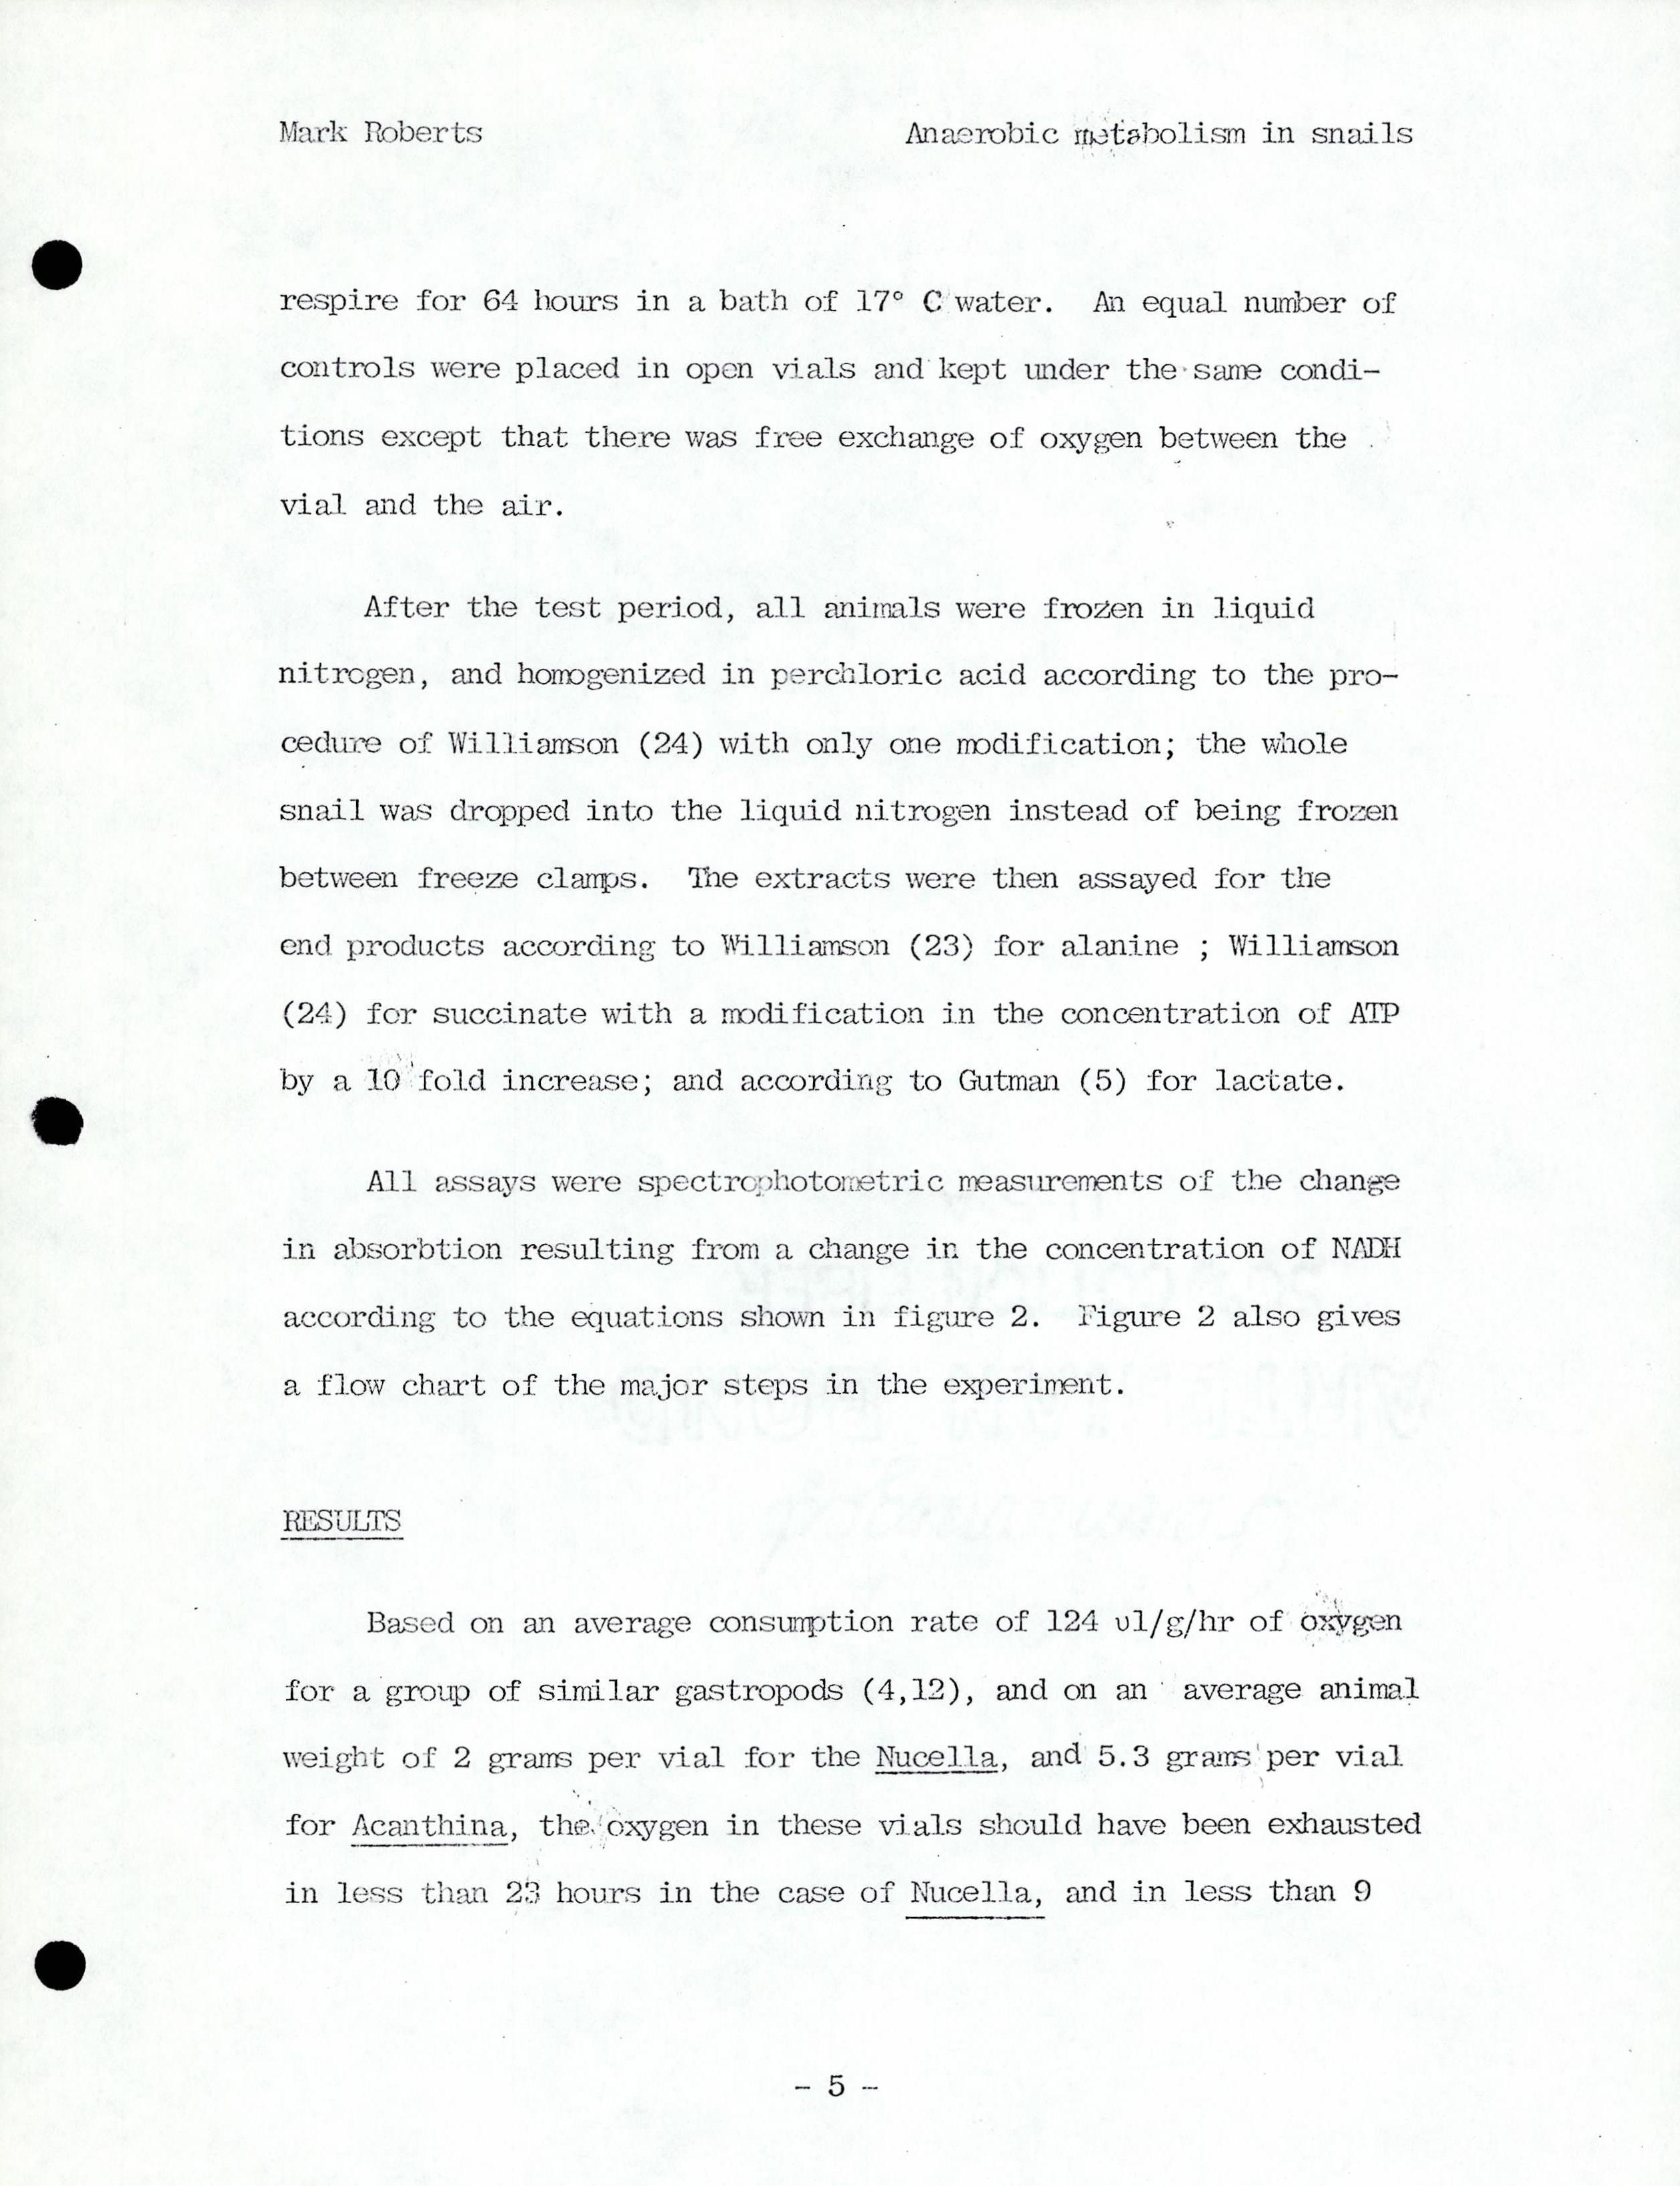 Mark Roberts Anaerobic metabolism in snails
respire for 64 hours in a bath of 17° C water. An equal number of
controls were placed in open vials and kept under the same condi-
tions except that there was free exchange of oxygen between the
vial and the air.
After the test period, all animals were frozen in liquid
nitrogen, and homogenized in perchloric acid according to the pro-
cedure of Williamson (24) with only one modification; the whole
snail was dropped into the liquid nitrogen instead of being frozen
between freeze clamps. The extracts were then assayed for the
end products according to Williamson (23) for alanine ; Williamson
(24) for succinate with a modification in the concentration of ATP
by a 10 fold increase; and according to Gutman (5) for lactate.
All assays were spectrophotometric measurements of the change
in absorbtion resulting from a change in the concentration of NADH
according to the equations shown in figure 2. Figure 2 also gives
a flow chart of the major steps in the experiment.
RESULTS
Based on an average consumption rate of 124 ul/g/hr of oxygen
for a group of similar gastropods (4,12), and on an average animal
weight of 2 grams per vial for the Nucella, and 5.3 grams per vial
for Acanthina, the oxygen in these vials should have been exhausted
in less than 23 hours in the case of Nucella, and in less than 9
- 5 -